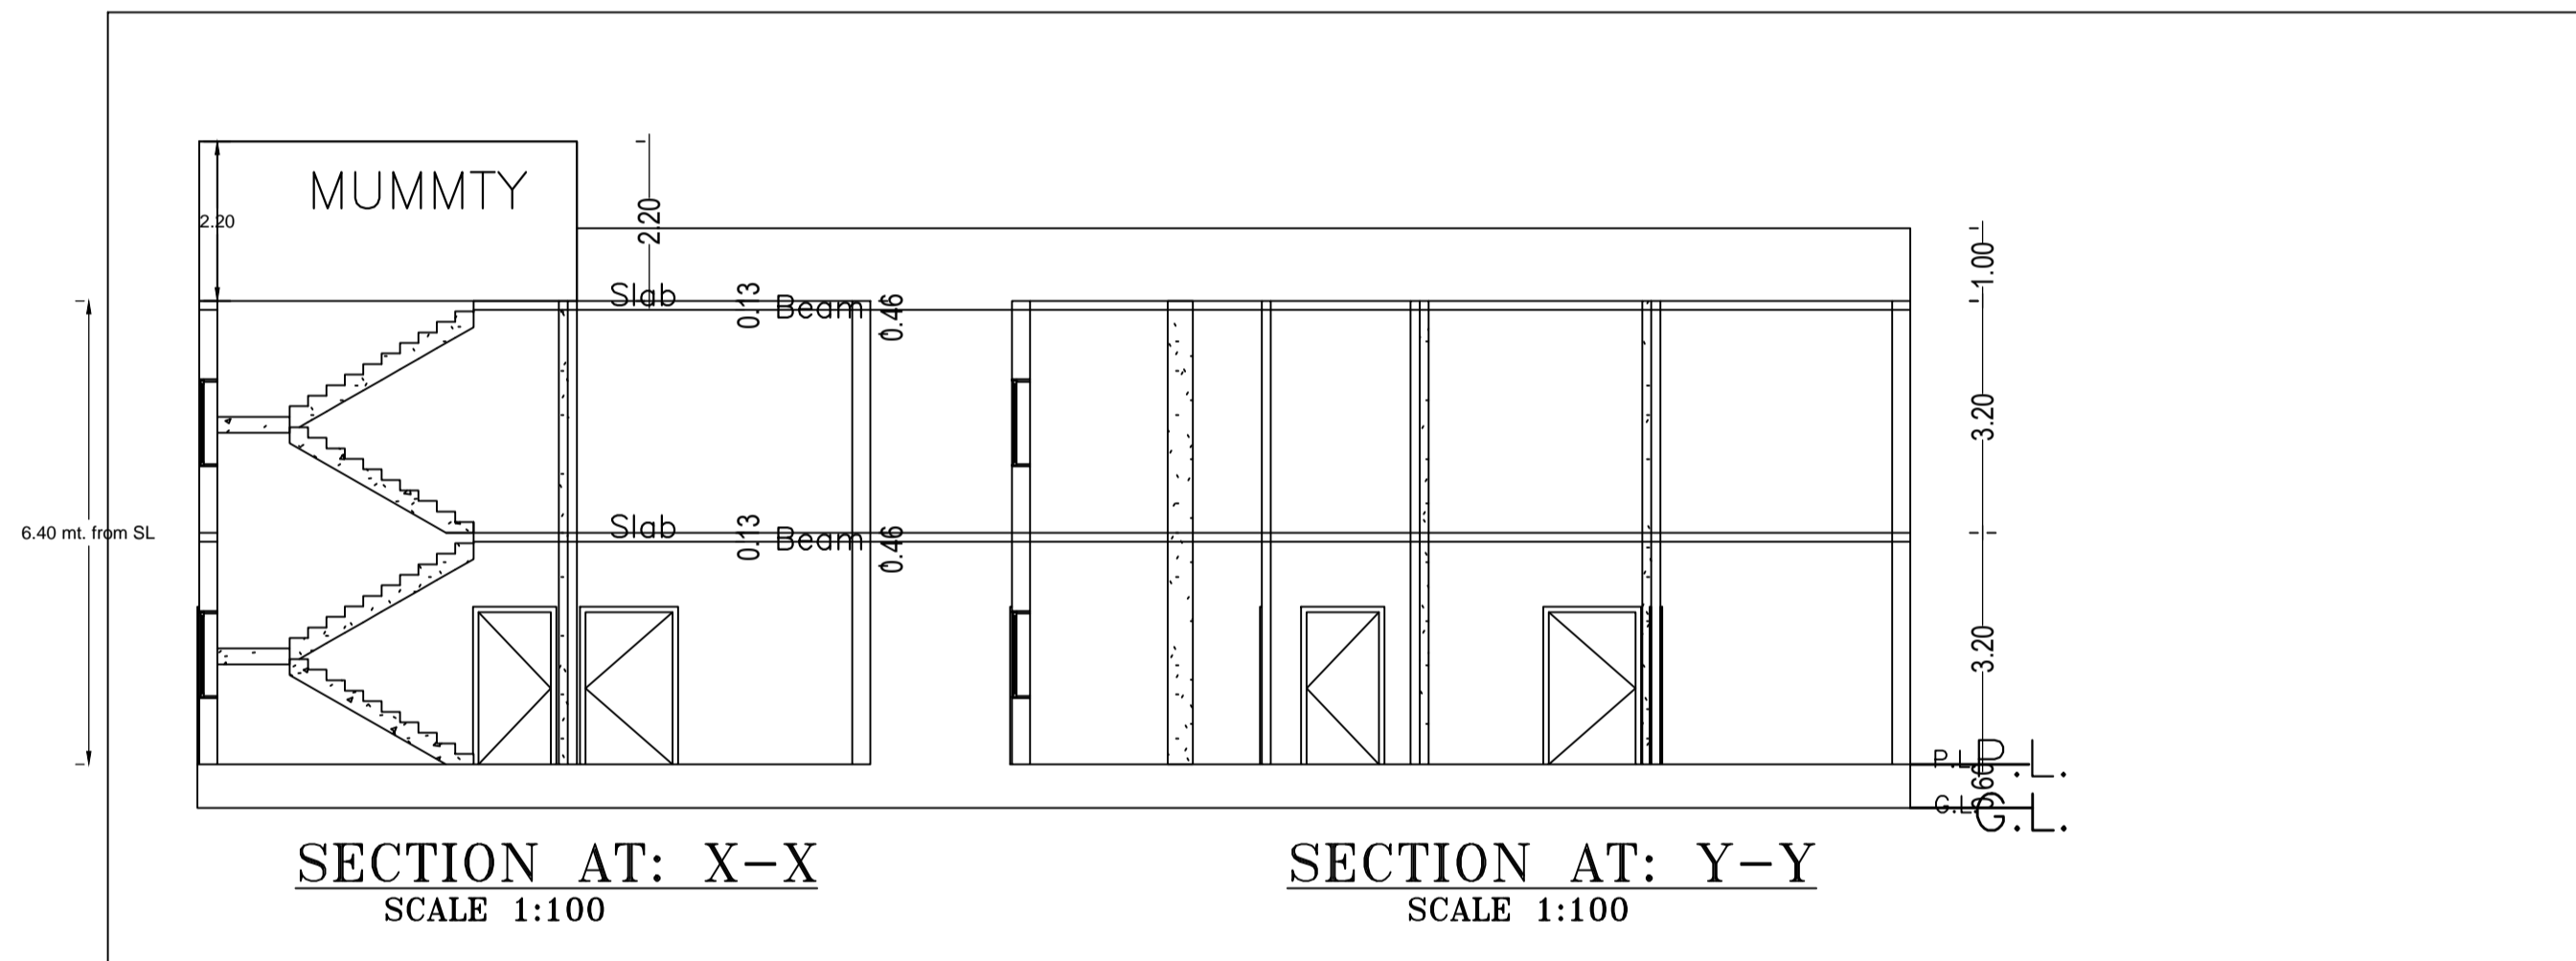 MUMMTY
2.20
2.20
1.00
Slab 0.13 Beam 0.46
3.20
6.40 mt. from SL
Slab 0.13 Beam 0.46
3.20
P.L. P.L.
G.L. G.L.
SECTION AT: X-X
SCALE 1:100
SECTION AT: Y-Y
SCALE 1:100